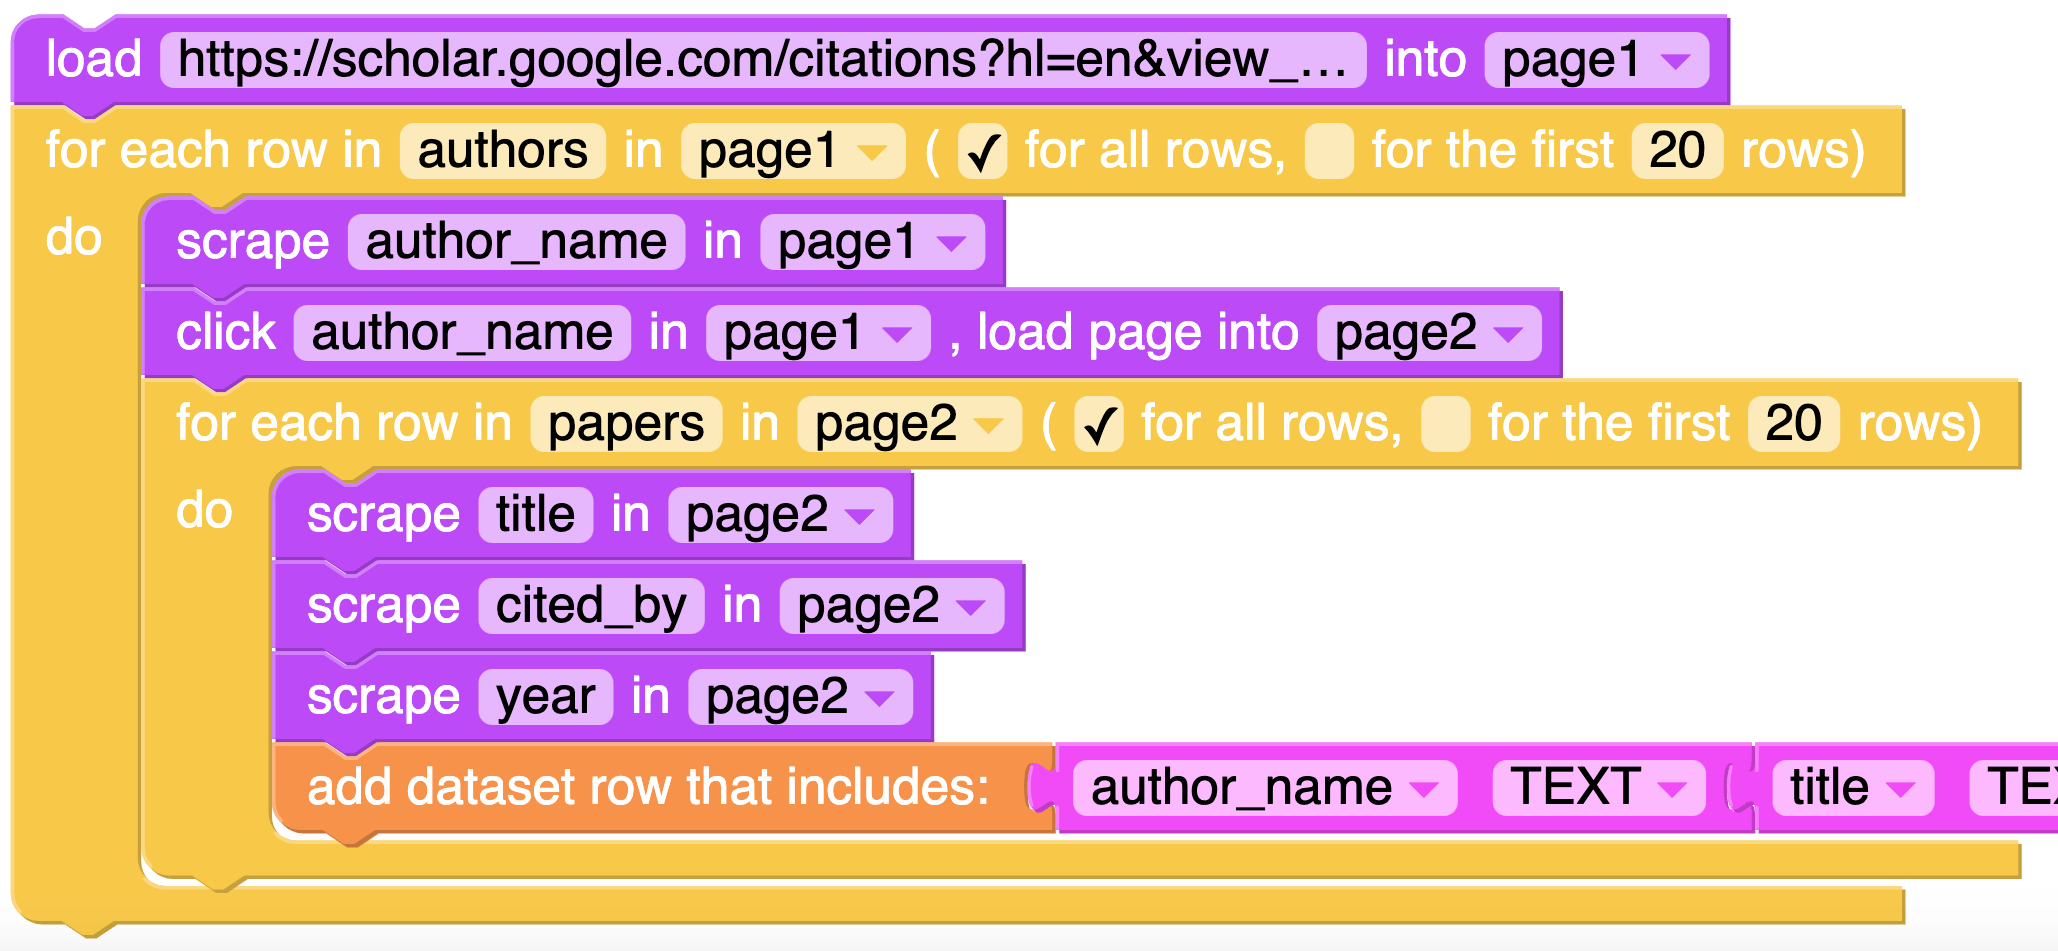 load https://scholar.google.com/citations?hl=en&view_... into page1
for each row in authors in page1 ( ✓ for all rows, for the first 20 rows)
do scrape author_name in page1
click author_name in page1 , load page into page2
for each row in papers in page2 ( ✓ for all rows, for the first 20 rows)
do scrape title in page2
scrape cited_by in page2
scrape year in page2
add dataset row that includes: author_name TEXT title